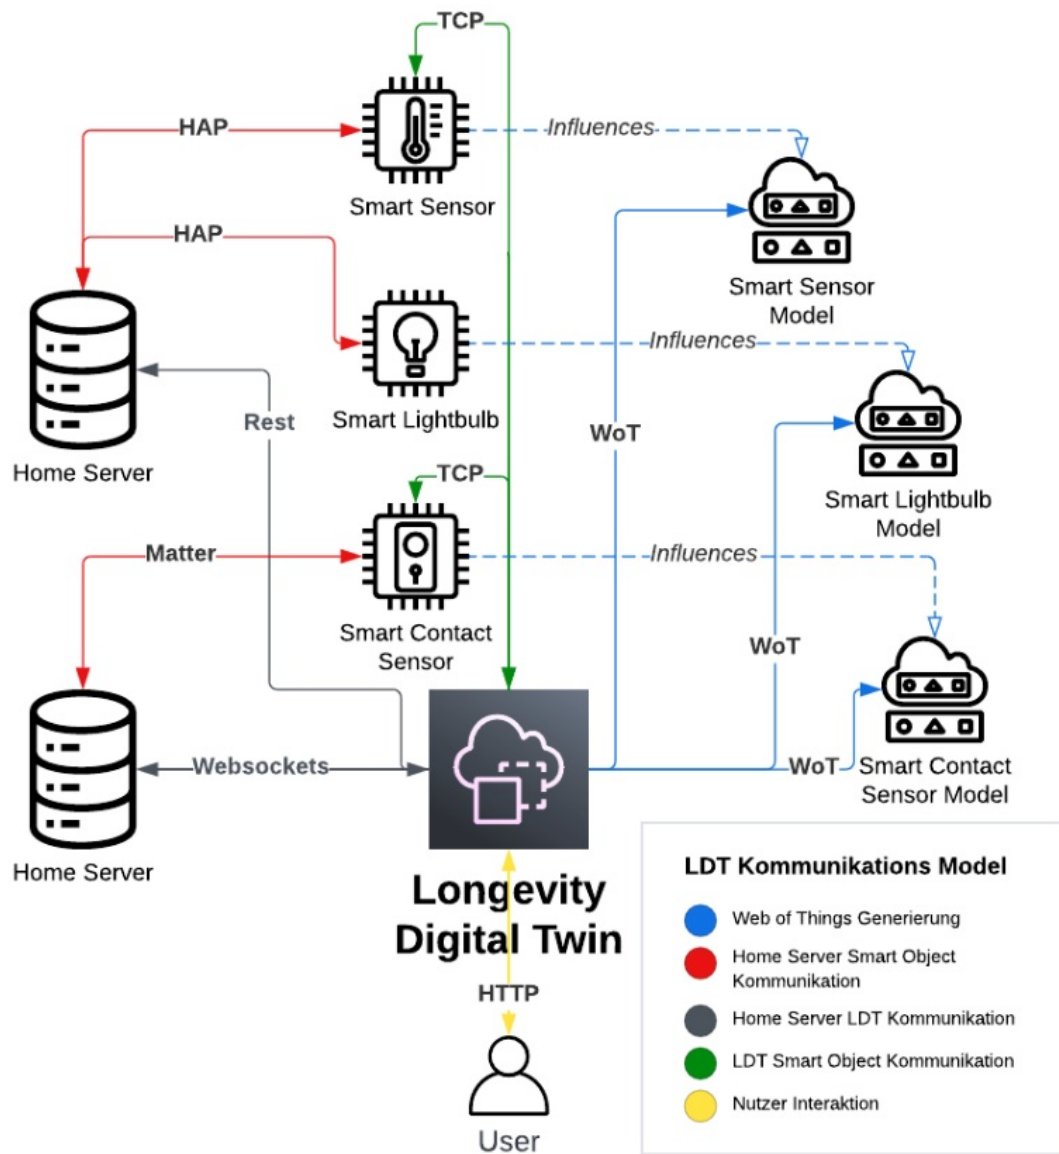 TCP
HAP
Influences
Smart Sensor
HAP
Smart Sensor
Model
Influences
Rest
Smart Lightbulb
WoT
Home Server
TCP
Smart Lightbulb
Model
Matter
Influences
Smart Contact
Sensor
WoT
Websockets
WoT
Smart Contact
Sensor Model
Home Server
Longevity
Digital Twin
HTTP
User
LDT Kommunikations Model
Web of Things Generierung
Home Server Smart Object
Kommunikation
Home Server LDT Kommunikation
LDT Smart Object Kommunikation
Nutzer Interaktion